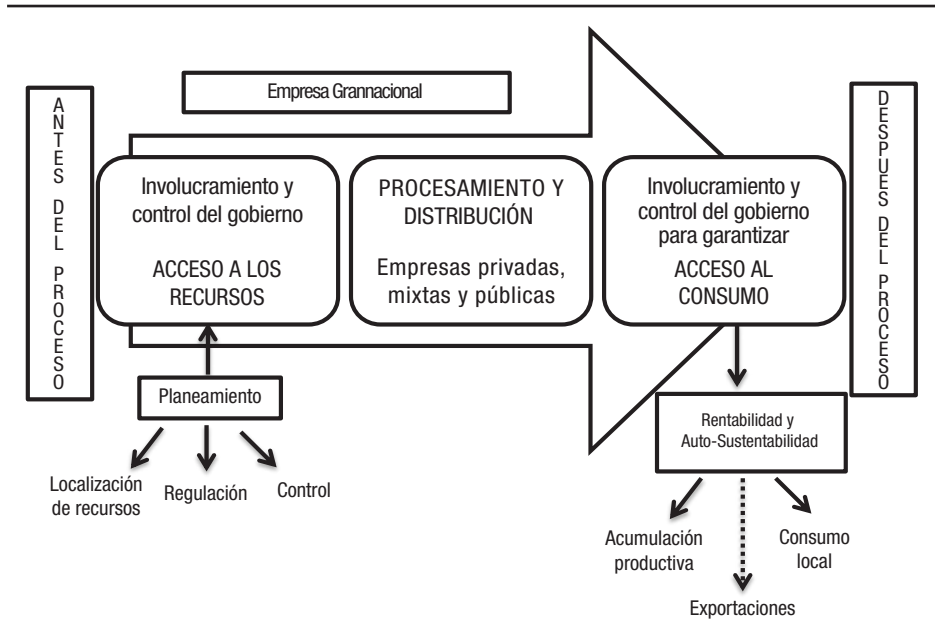 Empresa Grannacional
ANTES DEL PROCESO
Involucramiento y
control del gobierno
ACCESO A LOS
RECURSOS
PROCESAMIENTO Y
DISTRIBUCIÓN
Empresas privadas,
mixtas y públicas
Involucramiento y
control del gobierno
para garantizar
ACCESO AL
CONSUMO
DESPUES DEL PROCESO
Planeamiento
Localización
de recursos
Regulación
Control
Rentabilidad y
Auto-Sustentabilidad
Acumulación
productiva
Consumo
local
Exportaciones